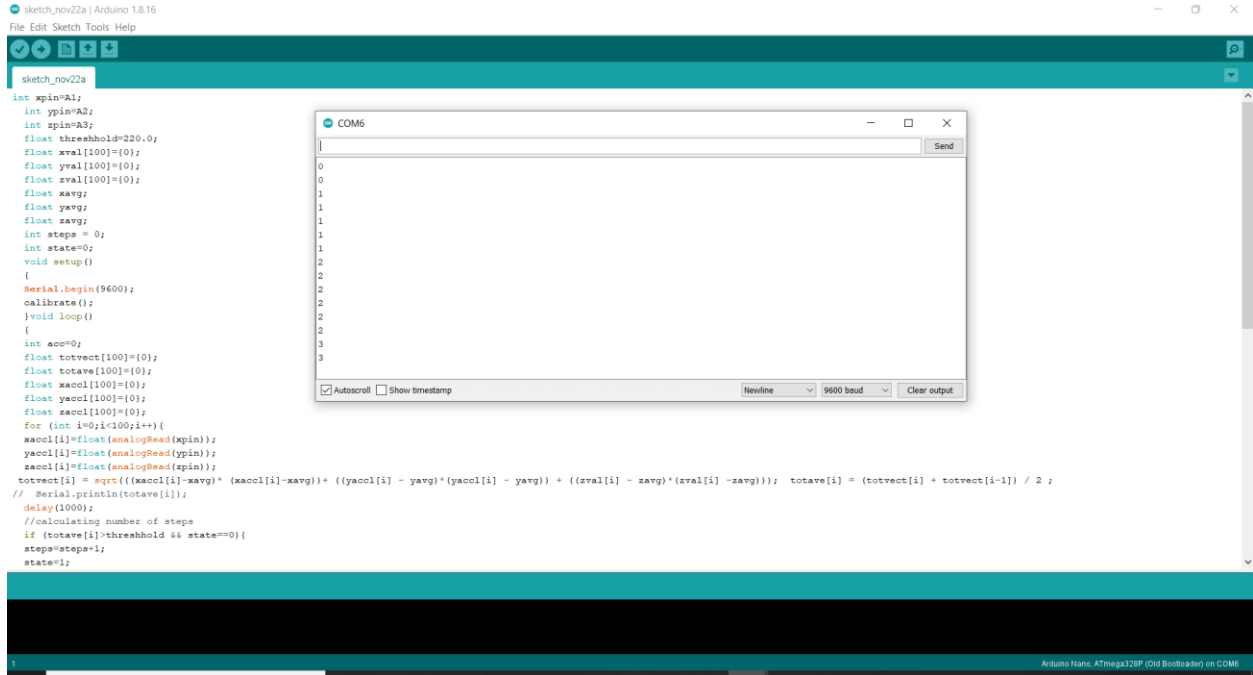 sketch_nov22a | Arduino 1.8.16
File Edit Sketch Tools Help
sketch_nov22a
int xpin=A1;
int ypin=A2;
int zpin=A3;
float threshhold=220.0;
float xval[100]={0};
float yval[100]={0};
float zval[100]={0};
float xavg;
float yavg;
float zavg;
int steps = 0;
int state=0;
void setup()
{
Serial.begin(9600);
calibrate();
}void loop()
{
int acc=0;
float totvect[100]={0};
float totave[100]={0};
float xaccl[100]={0};
float yaccl[100]={0};
float zaccl[100]={0};
for (int i=0;i<100;i++){
xaccl[i]=float(analogRead(xpin));
yaccl[i]=float(analogRead(ypin));
zaccl[i]=float(analogRead(zpin));
totvect[i] = sqrt(((xaccl[i]-xavg)* (xaccl[i]-xavg))+ ((yaccl[i] - yavg)*(yaccl[i] - yavg)) + ((zval[i] - zavg)*(zval[i] -zavg))); totave[i] = (totvect[i] + totvect[i-1]) / 2 ;
// Serial.println(totave[i]);
delay(1000);
//calculating number of steps
if (totave[i]>threshhold && state==0){
steps=steps+1;
state=1;
COM6
Send
0
0
1
1
1
1
1
2
2
2
2
2
2
3
3
Autoscroll Show timestamp Newline 9600 baud Clear output
1 Arduino Nano, ATmega328P (Old Bootloader) on COM6